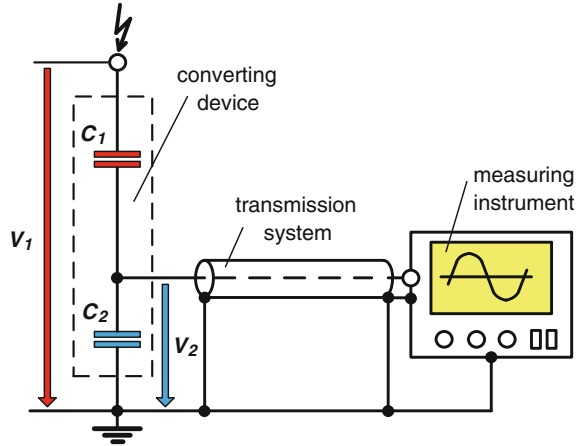 converting
device
C1
measuring
instrument
transmission
system
V1
C2
V2